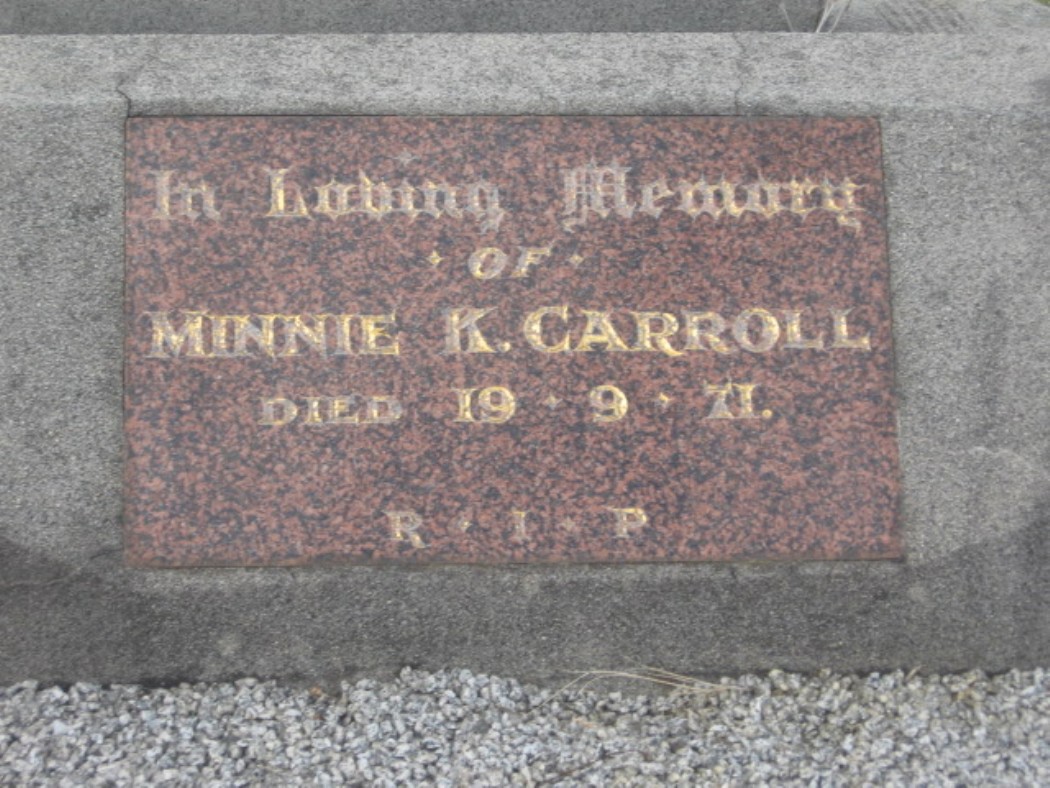 In Loving Memory
· OF ·
MINNIE K. CARROLL
DIED 19 · 9 · 71.
R · I · P